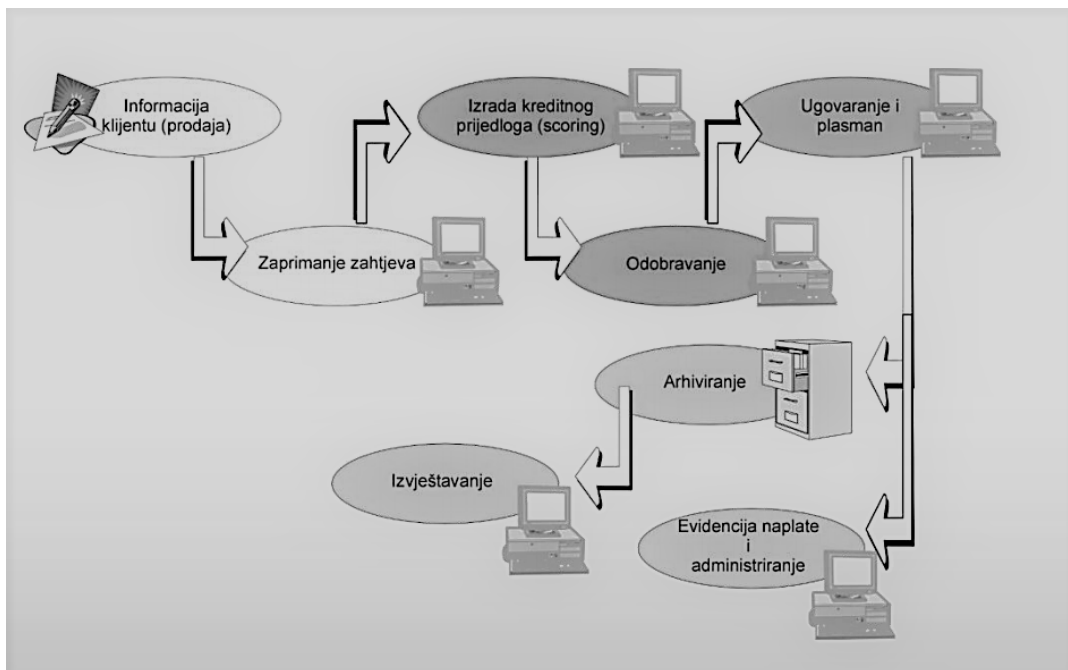 Informacija
klijentu (prodaja)
Izrada kreditnog
prijedloga (scoring)
Ugovaranje i
plasman
Zaprimanje zahtjeva
Odobravanje
Arhiviranje
Izvještavanje
Evidencija naplate
i
administriranje